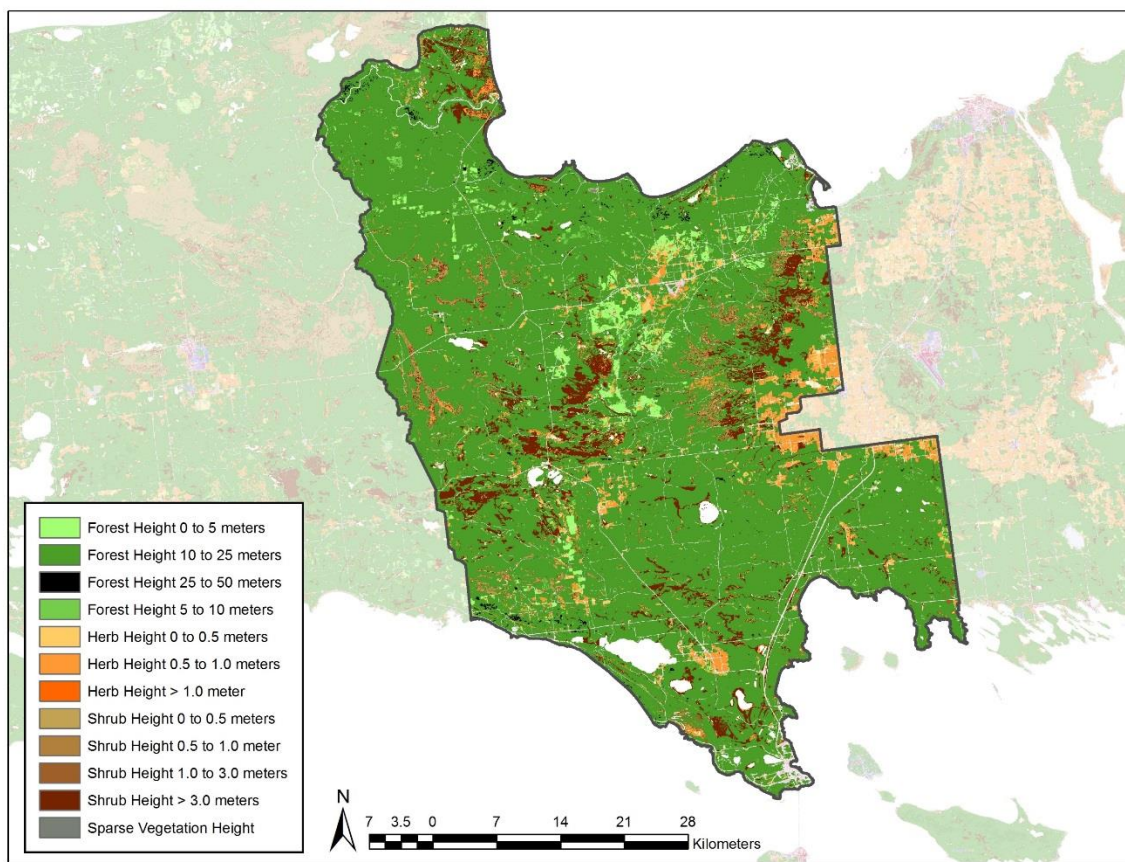 Forest Height 0 to 5 meters
Forest Height 10 to 25 meters
Forest Height 25 to 50 meters
Forest Height 5 to 10 meters
Herb Height 0 to 0.5 meters
Herb Height 0.5 to 1.0 meters
Herb Height > 1.0 meter
Shrub Height 0 to 0.5 meters
Shrub Height 0.5 to 1.0 meter
Shrub Height 1.0 to 3.0 meters
Shrub Height > 3.0 meters
Sparse Vegetation Height
N
7 3.5 0 7 14 21 28
Kilometers